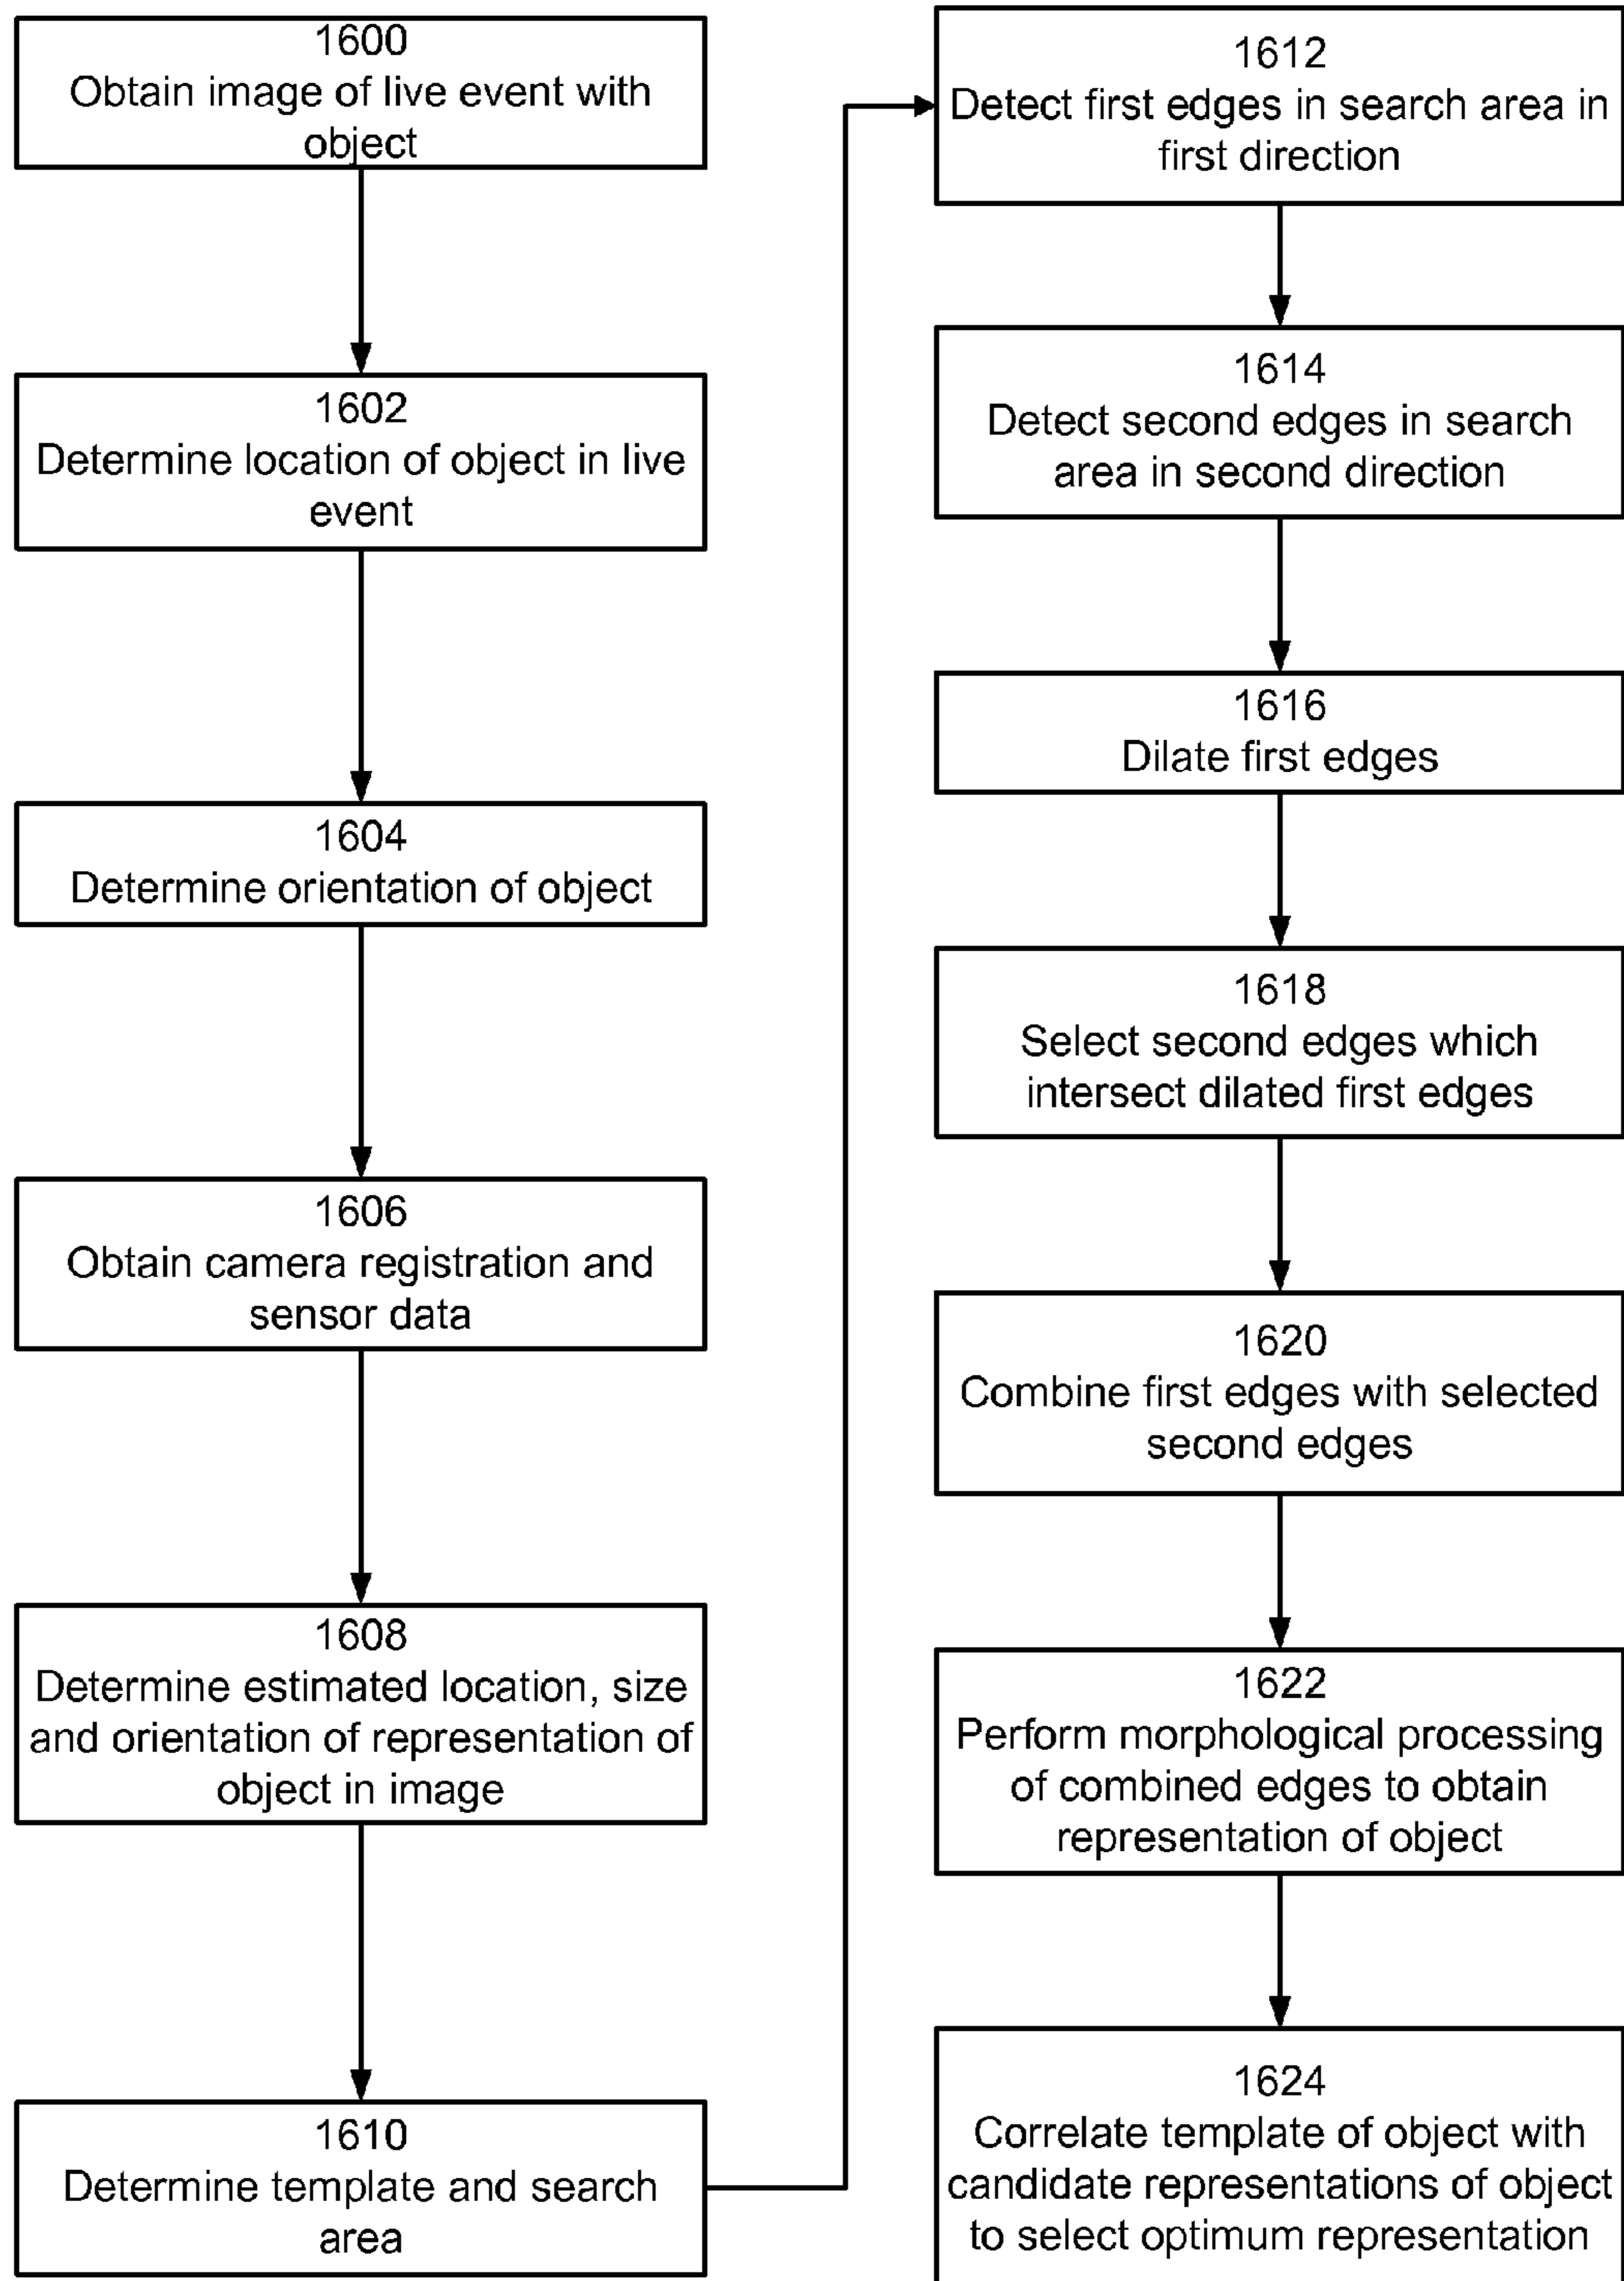 1600
Obtain image of live event with
object
1602
Determine location of object in live
event
1604
Determine orientation of object
1606
Obtain camera registration and
sensor data
1608
Determine estimated location, size
and orientation of representation of
object in image
1610
Determine template and search
area
1612
Detect first edges in search area in
first direction
1614
Detect second edges in search
area in second direction
1616
Dilate first edges
1618
Select second edges which
intersect dilated first edges
1620
Combine first edges with selected
second edges
1622
Perform morphological processing
of combined edges to obtain
representation of object
1624
Correlate template of object with
candidate representations of object
to select optimum representation